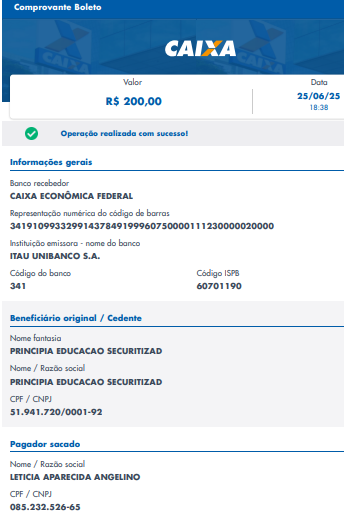 Comprovante Boleto
CAIXA
Valor
R$ 200,00
Data
25/06/25
18:38
Operação realizada com sucesso!
Informações gerais
Banco recebedor
CAIXA ECONÔMICA FEDERAL
Representação numérica do código de barras
34191099332991437849199960750000111230000020000
Instituição emissora - nome do banco
ITAU UNIBANCO S.A.
Código do banco
341
Código ISPB
60701190
Beneficiário original / Cedente
Nome fantasia
PRINCIPIA EDUCACAO SECURITIZAD
Nome / Razão social
PRINCIPIA EDUCACAO SECURITIZAD
CPF / CNPJ
51.941.720/0001-92
Pagador sacado
Nome / Razão social
LETICIA APARECIDA ANGELINO
CPF / CNPJ
085.232.526-65